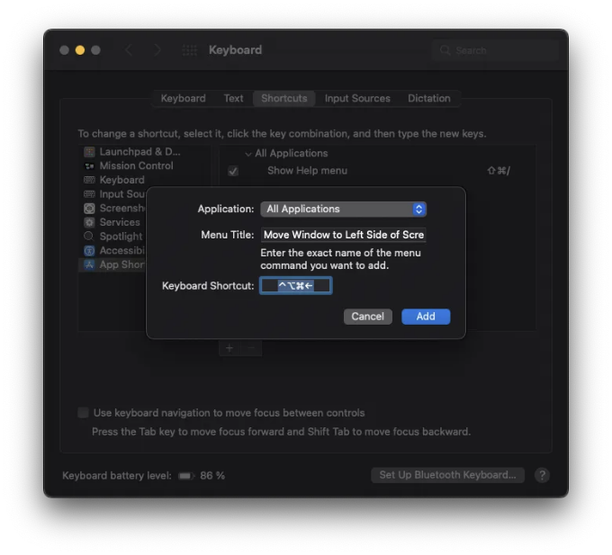 Keyboard
Search
Keyboard Text Shortcuts Input Sources Dictation
To change a shortcut, select it, click the key combination, and then type the new keys.
Launchpad & D...
Mission Control
Keyboard
Input Sou
Screensh
Services
Spotlight
Accessibi
App Shor
All Applications
Show Help menu ⇧⌘/
Application: All Applications
Menu Title: Move Window to Left Side of Scre
Enter the exact name of the menu
command you want to add.
Keyboard Shortcut: ^⌥⌘←
Cancel Add
Use keyboard navigation to move focus between controls
Press the Tab key to move focus forward and Shift Tab to move focus backward.
Keyboard battery level: 86 %
Set Up Bluetooth Keyboard... ?